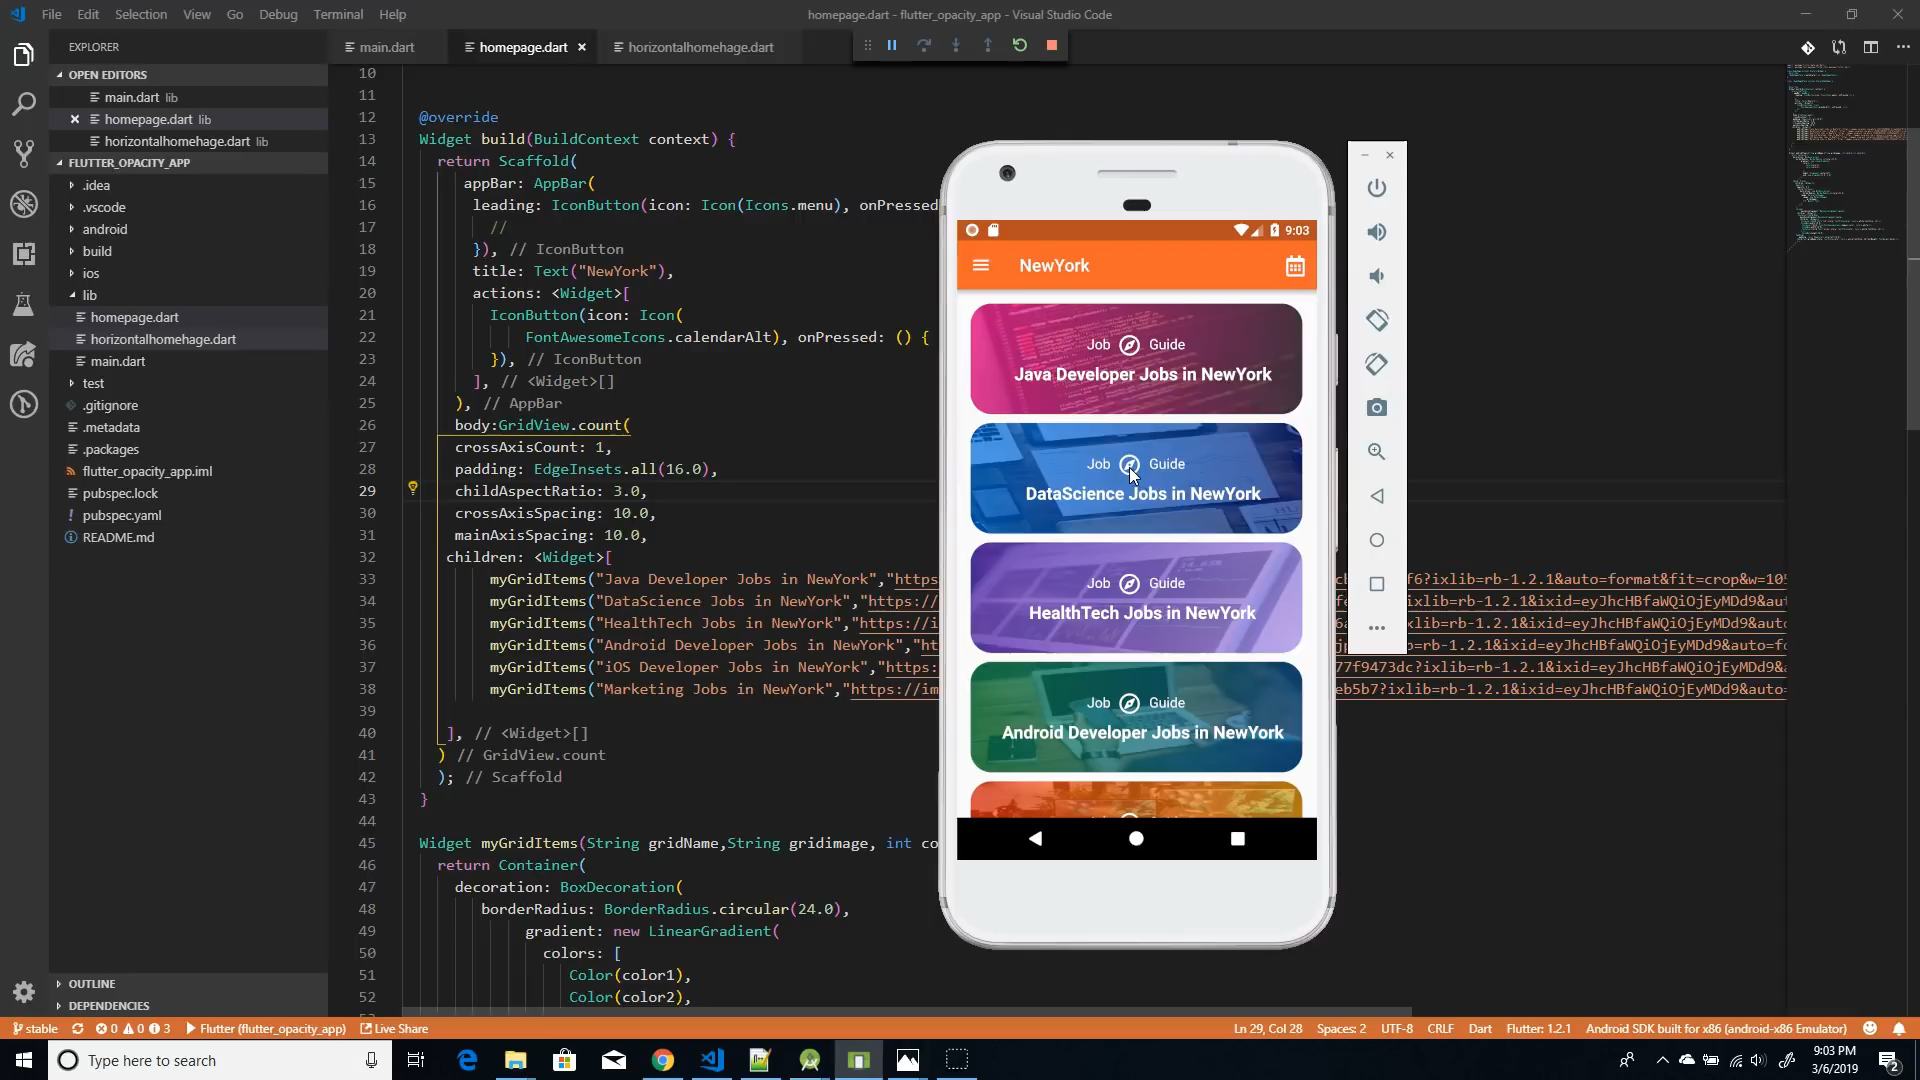 File Edit Selection View Go Debug Terminal Help
homepage.dart - flutter_opacity_app - Visual Studio Code
EXPLORER
main.dart
homepage.dart
horizontalhomehage.dart
OPEN EDITORS
main.dart lib
homepage.dart lib
horizontalhomehage.dart lib
FLUTTER_OPACITY_APP
.idea
.vscode
android
build
ios
lib
homepage.dart
horizontalhomehage.dart
main.dart
test
.gitignore
.metadata
.packages
flutter_opacity_app.iml
pubspec.lock
pubspec.yaml
README.md
OUTLINE
DEPENDENCIES
10
11
12 @override
13 Widget build(BuildContext context) {
14 return Scaffold(
15 appBar: AppBar(
16 leading: IconButton(icon: Icon(Icons.menu), onPressed
17 //
18 }), // IconButton
19 title: Text("NewYork"),
20 actions: <Widget>[
21 IconButton(icon: Icon(
22 FontAwesomeIcons.calendarAlt), onPressed: () {
23 }), // IconButton
24 ], // <Widget>[]
25 ), // AppBar
26 body:GridView.count(
27 crossAxisCount: 1,
28 padding: EdgeInsets.all(16.0),
29 childAspectRatio: 3.0,
30 crossAxisSpacing: 10.0,
31 mainAxisSpacing: 10.0,
32 children: <Widget>[
33 myGridItems("Java Developer Jobs in NewYork","https
34 myGridItems("DataScience Jobs in NewYork","https://
35 myGridItems("HealthTech Jobs in NewYork","https://i
36 myGridItems("Android Developer Jobs in NewYork","ht
37 myGridItems("iOS Developer Jobs in NewYork","https:
38 myGridItems("Marketing Jobs in NewYork","https://im
39
40 ], // <Widget>[]
41 ) // GridView.count
42 ); // Scaffold
43 }
44
45 Widget myGridItems(String gridName,String gridimage, int co
46 return Container(
47 decoration: BoxDecoration(
48 borderRadius: BorderRadius.circular(24.0),
49 gradient: new LinearGradient(
50 colors: [
51 Color(color1),
52 Color(color2),
f6?ixlib=rb-1.2.1&auto=format&fit=crop&w=105
ixlib=rb-1.2.1&ixid=eyJhcHBfaWQiOjEyMDd9&aut
ixlib=rb-1.2.1&ixid=eyJhcHBfaWQiOjEyMDd9&aut
ixlib=rb-1.2.1&ixid=eyJhcHBfaWQiOjEyMDd9&auto=fo
77f9473dc?ixlib=rb-1.2.1&ixid=eyJhcHBfaWQiOjEyMDd9&
eb5b7?ixlib=rb-1.2.1&ixid=eyJhcHBfaWQiOjEyMDd9&auto=
9:03
NewYork
Job Guide
Java Developer Jobs in NewYork
Job Guide
DataScience Jobs in NewYork
Job Guide
HealthTech Jobs in NewYork
Job Guide
Android Developer Jobs in NewYork
stable 0 0 3 Flutter (flutter_opacity_app) Live Share
Ln 29, Col 28 Spaces: 2 UTF-8 CRLF Dart Flutter: 1.2.1 Android SDK built for x86 (android-x86 Emulator)
Type here to search
9:03 PM
3/6/2019
2